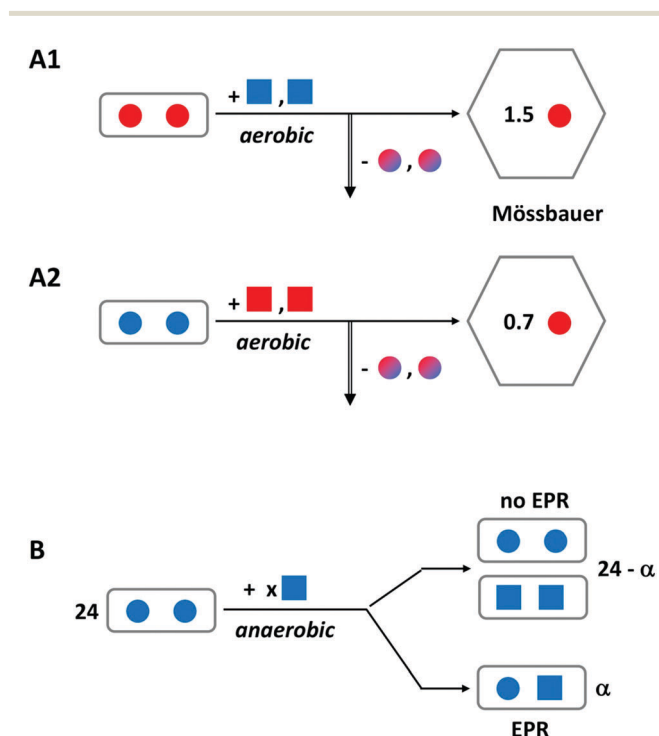 A1
+ ,
aerobic
- ,
1.5
Mössbauer
A2
+ ,
aerobic
- ,
0.7
no EPR
B
24
+ x
anaerobic
24 - α
α
EPR